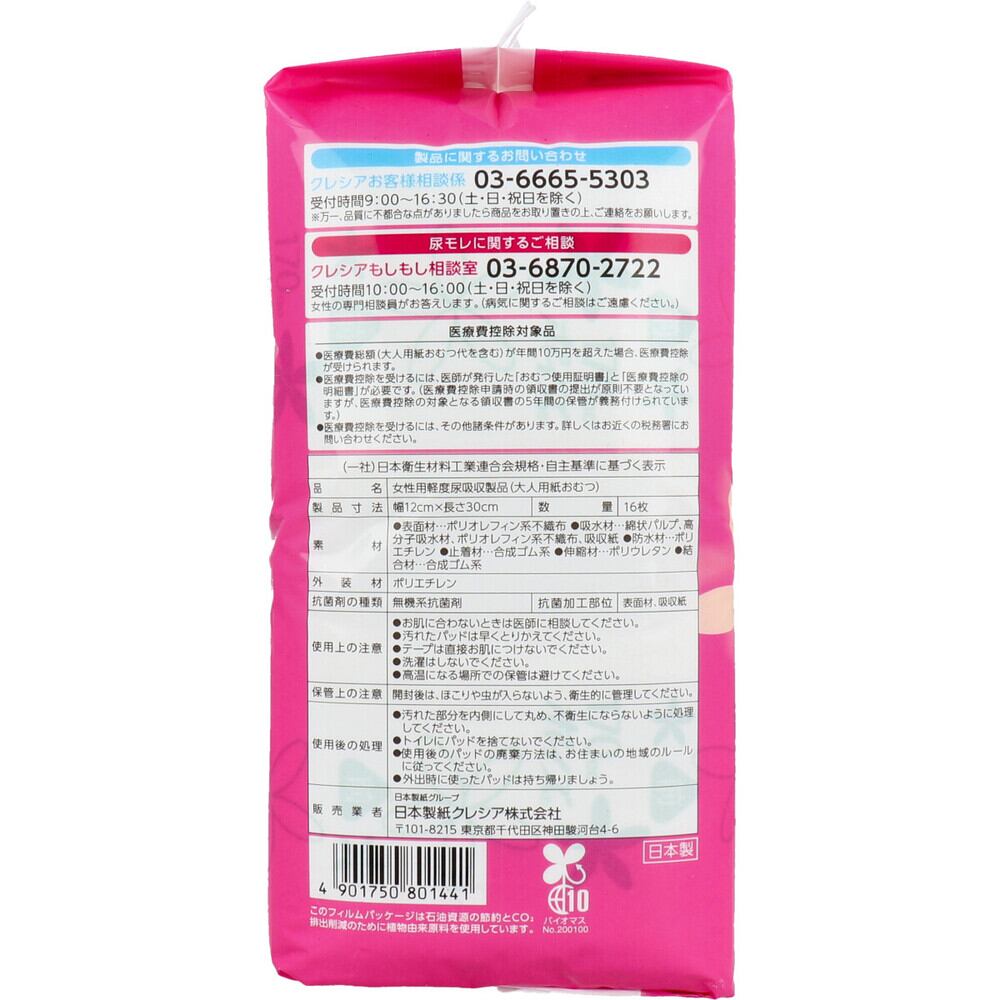 製品に関するお問い合わせ
クレシアお客様相談係 03-6665-5303
受付時間9:00～16:30(土・日・祝日を除く)
※万一、品質に不都合な点がありましたら商品をお取り置きの上、ご連絡をお願いします。
尿モレに関するご相談
クレシアもしもし相談室 03-6870-2722
受付時間10:00～16:00(土・日・祝日を除く)
女性の専門相談員がお答えします。(病気に関するご相談はご遠慮ください。)
医療費控除対象品
●医療費総額(大人用紙おむつ代を含む)が年間10万円を超えた場合、医療費控除
が受けられます。
●医療費控除を受けるには、医師が発行した「おむつ使用証明書」と「医療費控除の
明細書」が必要です。(医療費控除申請時の領収書の提出が原則不要となってい
ますが、医療費控除の対象となる領収書の5年間の保管が義務付けられていま
す。)
●医療費控除を受けるには、その他諸条件があります。詳しくはお近くの税務署にお
問い合わせください。
(一社)日本衛生材料工業連合会規格・自主基準に基づく表示
品名 女性用軽度尿吸収製品(大人用紙おむつ)
製品寸法 幅12cm×長さ30cm 数量 16枚
素材 ●表面材…ポリオレフィン系不織布 ●吸水材…綿状パルプ、高
分子吸水材、ポリオレフィン系不織布、吸収紙 ●防水材…ポリ
エチレン ●止着材…合成ゴム系 ●伸縮材…ポリウレタン ●結
合材…合成ゴム系
外装材 ポリエチレン
抗菌剤の種類 無機系抗菌剤 抗菌加工部位 表面材、吸収紙
使用上の注意 ●お肌に合わないときは医師に相談してください。
●汚れたパッドは早くとりかえてください。
●テープは直接お肌につけないでください。
●洗濯はしないでください。
●高温になる場所での保管は避けてください。
保管上の注意 開封後は、ほこりや虫が入らないよう、衛生的に管理してください。
使用後の処理 ●汚れた部分を内側にして丸め、不衛生にならないように処理
してください。
●トイレにパッドを捨てないでください。
●使用後のパッドの廃棄方法は、お住まいの地域のルール
に従ってください。
●外出時に使ったパッドは持ち帰りましょう。
販売業者 日本製紙グループ
日本製紙クレシア株式会社
〒101-8215 東京都千代田区神田駿河台4-6
日本製
4 901750 801441
10
バイオマス
No.200100
このフィルムパッケージは石油資源の節約とCO₂
排出削減のために植物由来原料を使用しています。
170